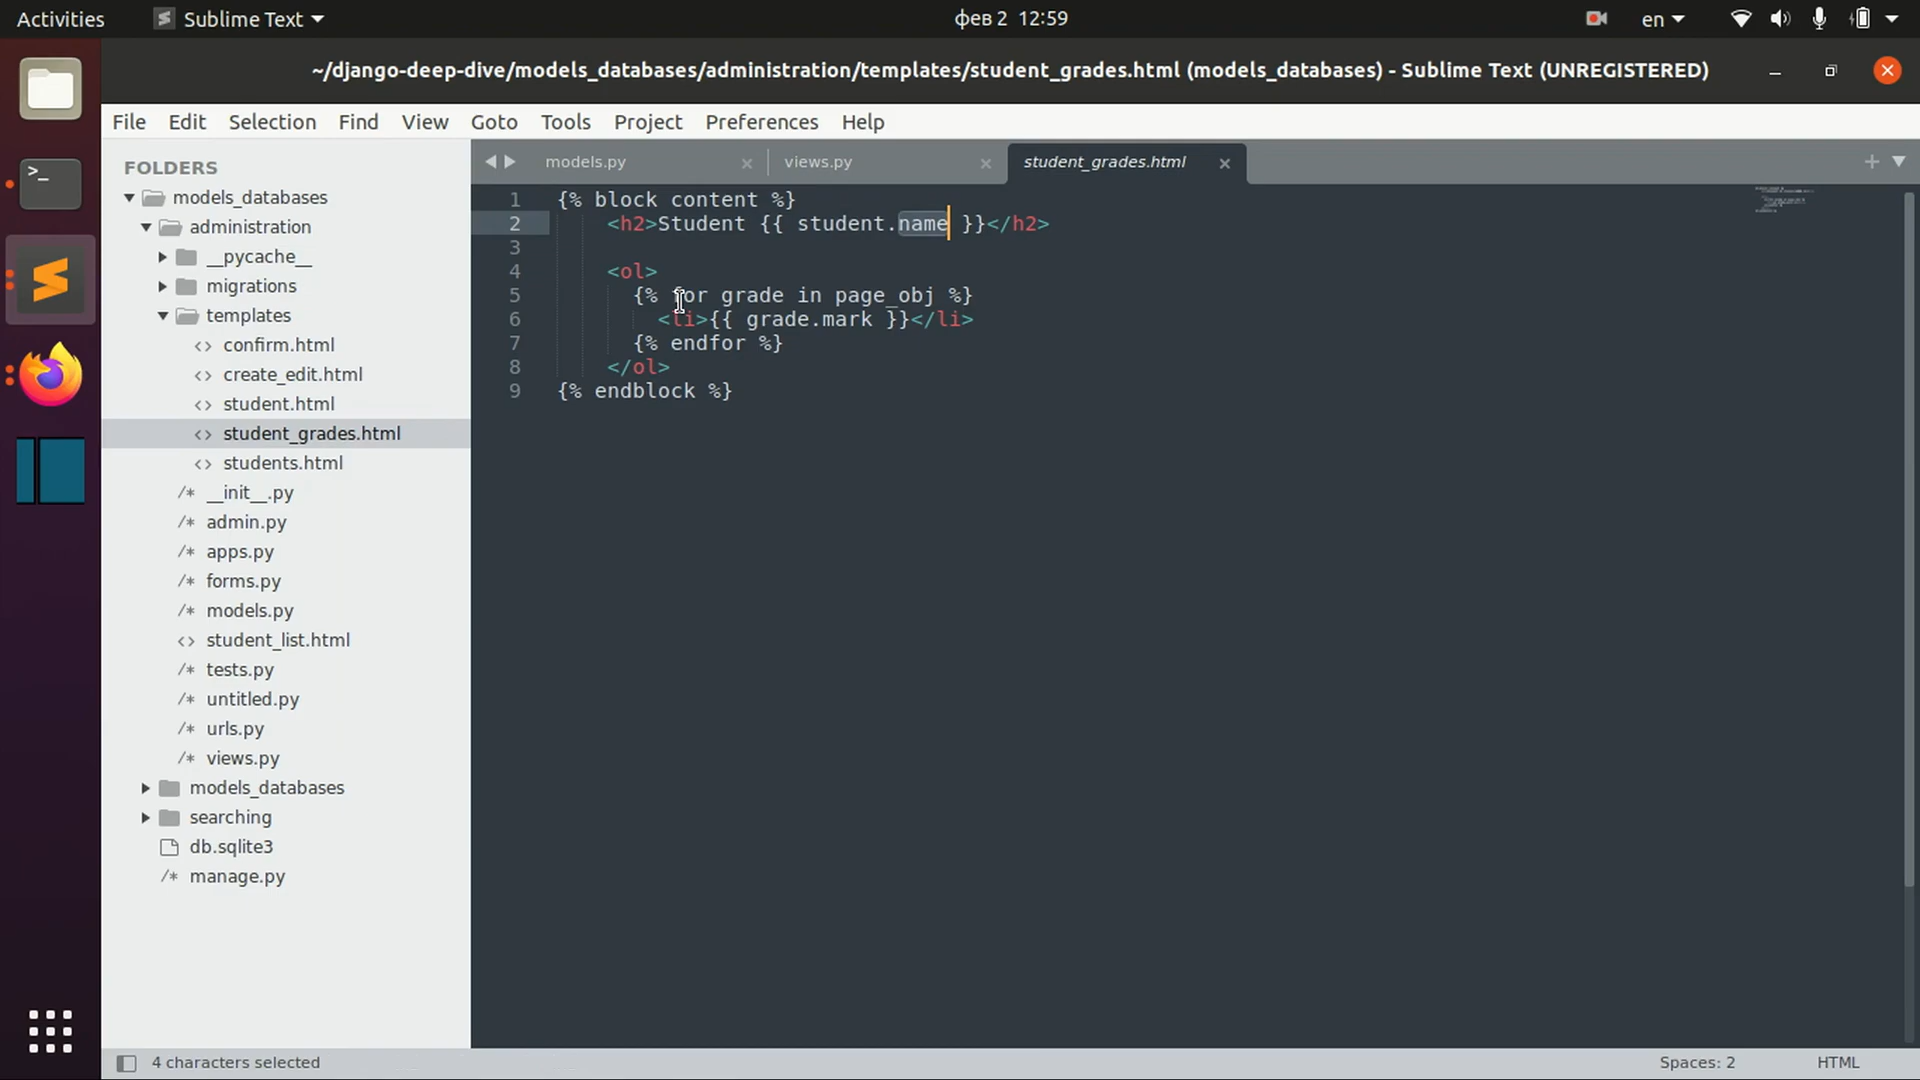 Activities Sublime Text фев 2 12:59 en
~/django-deep-dive/models_databases/administration/templates/student_grades.html (models_databases) - Sublime Text (UNREGISTERED)
File Edit Selection Find View Goto Tools Project Preferences Help
FOLDERS
models_databases
administration
__pycache__
migrations
templates
confirm.html
create_edit.html
student.html
student_grades.html
students.html
__init__.py
admin.py
apps.py
forms.py
models.py
student_list.html
tests.py
untitled.py
urls.py
views.py
models_databases
searching
db.sqlite3
manage.py
models.py views.py student_grades.html
1 {% block content %}
2 <h2>Student {{ student.name }}</h2>
3
4 <ol>
5 {% for grade in page_obj %}
6 <li>{{ grade.mark }}</li>
7 {% endfor %}
8 </ol>
9 {% endblock %}
4 characters selected Spaces: 2 HTML